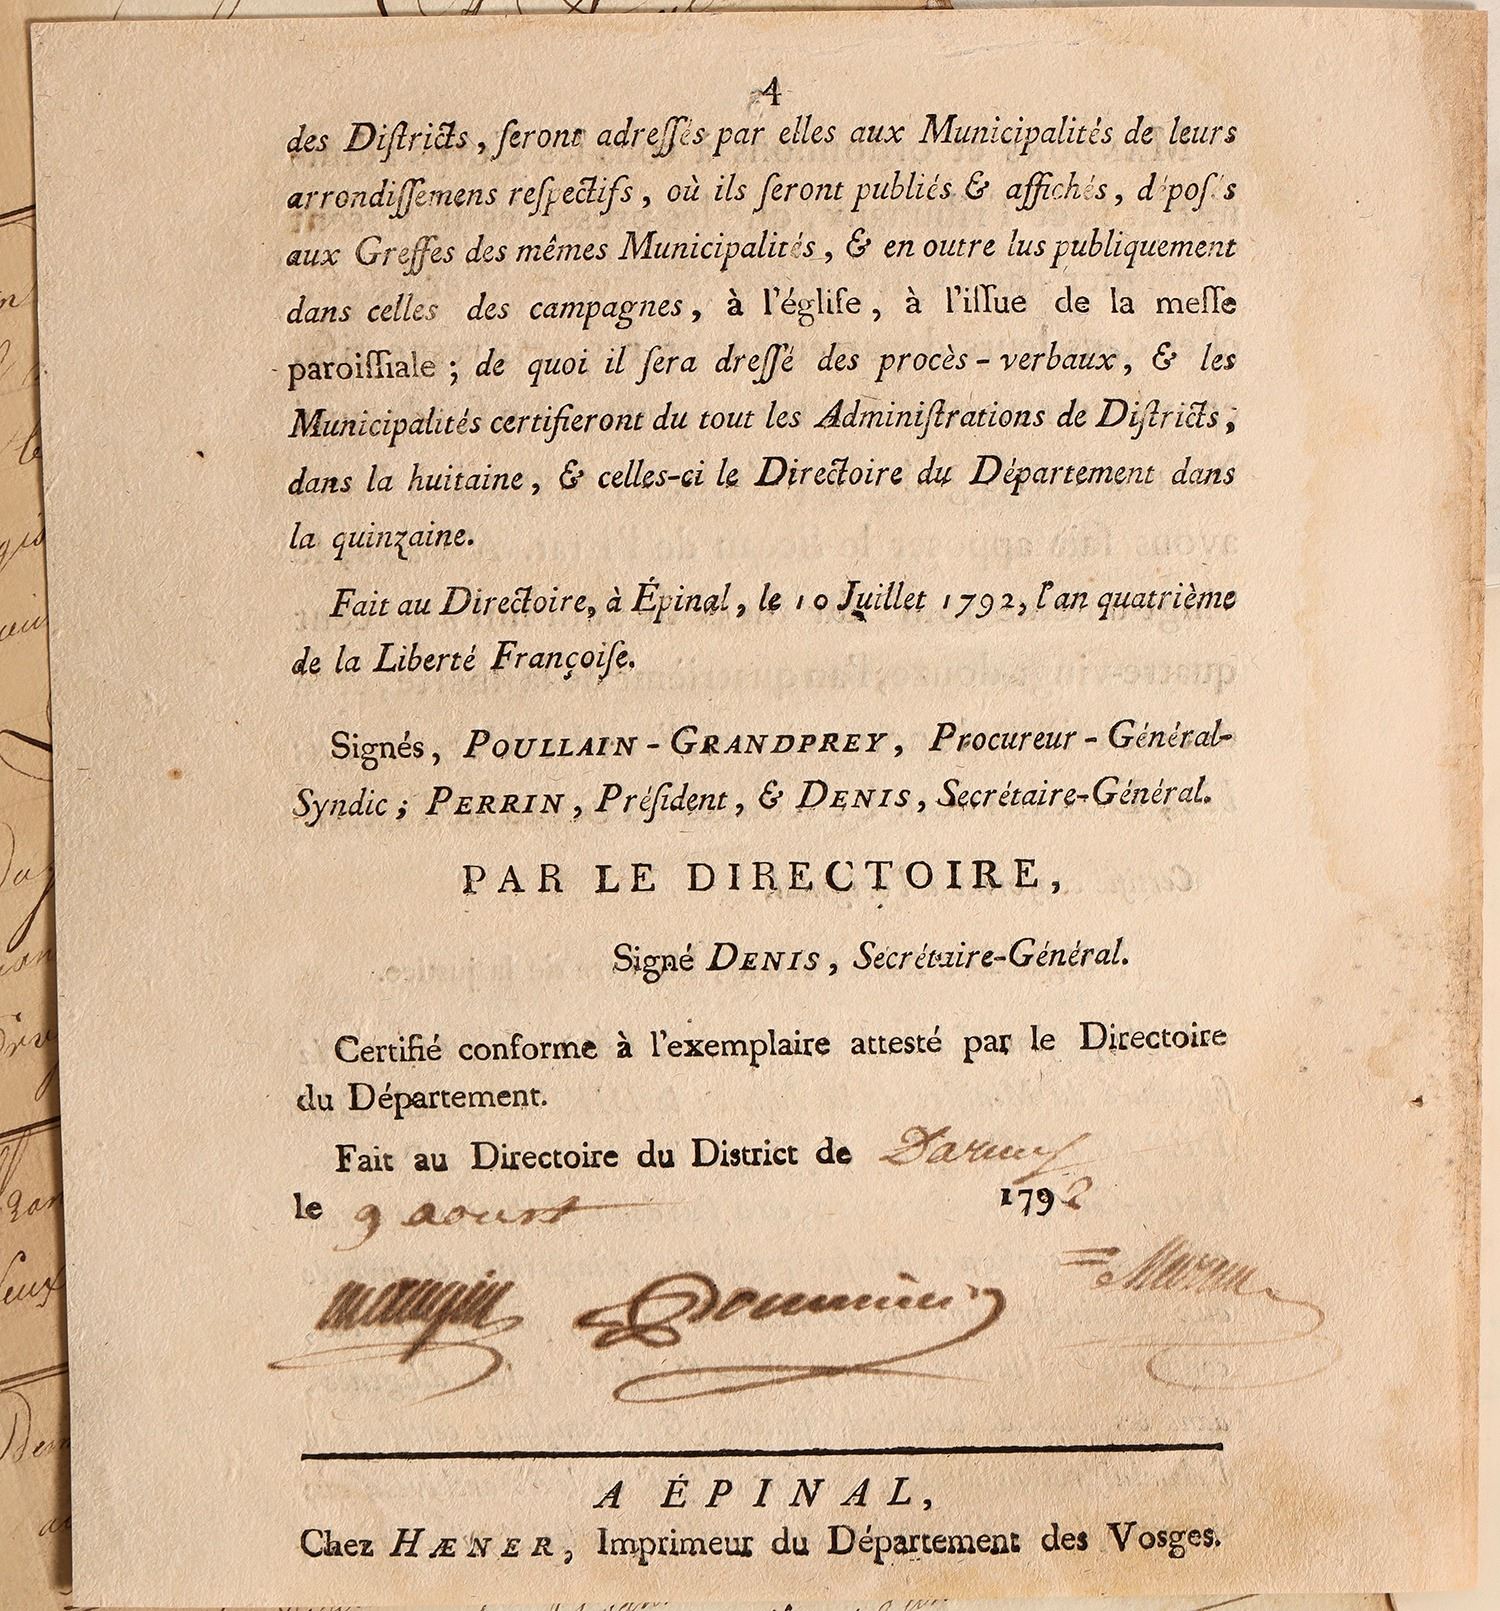 4
des Diſtricts, ſeront adreſſés par elles aux Municipalités de leurs
arrondiſſemens reſpectifs, où ils ſeront publiés & affichés, dépoſés
aux Greffes des mêmes Municipalités, & en outre lus publiquement
dans celles des campagnes, à l'égliſe, à l'iſſue de la meſſe
paroiſſiale; de quoi il ſera dreſſé des procès-verbaux, & les
Municipalités certifieront du tout les Adminiſtrations de Diſtricts,
dans la huitaine, & celles-ci le Directoire du Département dans
la quinzaine.
Fait au Directoire, à Épinal, le 10 Juillet 1792, l'an quatrième
de la Liberté Françoiſe.
Signés, POULLAIN-GRANDPREY, Procureur-Général-
Syndic; PERRIN, Préſident, & DENIS, Secrétaire-Général.
PAR LE DIRECTOIRE,
Signé DENIS, Secrétaire-Général.
Certifié conforme à l'exemplaire attesté par le Directoire
du Département.
Fait au Directoire du District de Darney
le 9 aoust 1792
mangin Dommin
A ÉPINAL,
Chez HÆNER, Imprimeur du Département des Vosges.